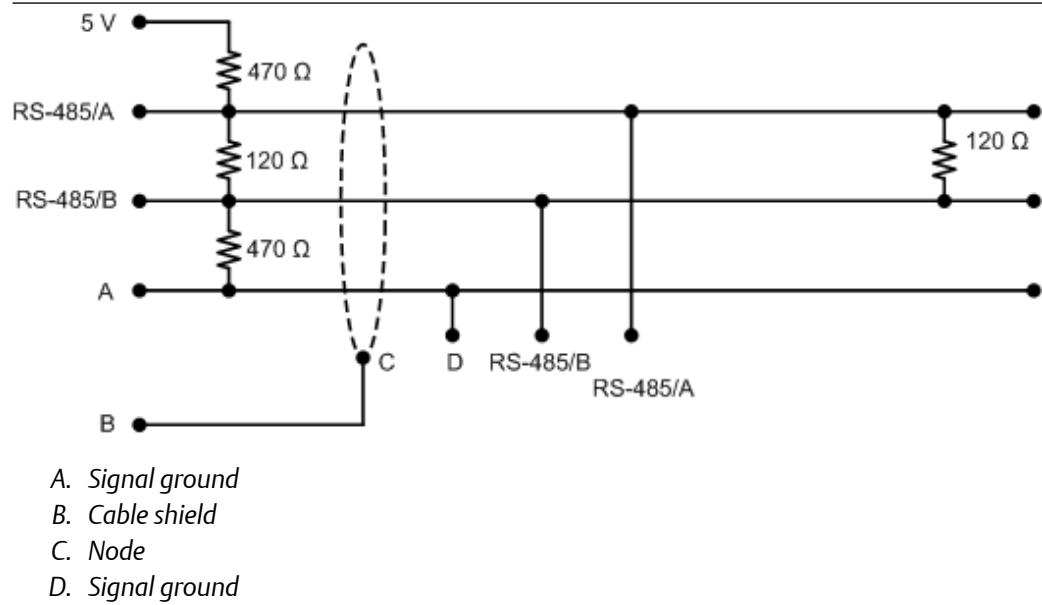 5 V
470 Ω
RS-485/A
120 Ω
120 Ω
RS-485/B
470 Ω
A
C
D
RS-485/B
RS-485/A
B
A. Signal ground
B. Cable shield
C. Node
D. Signal ground